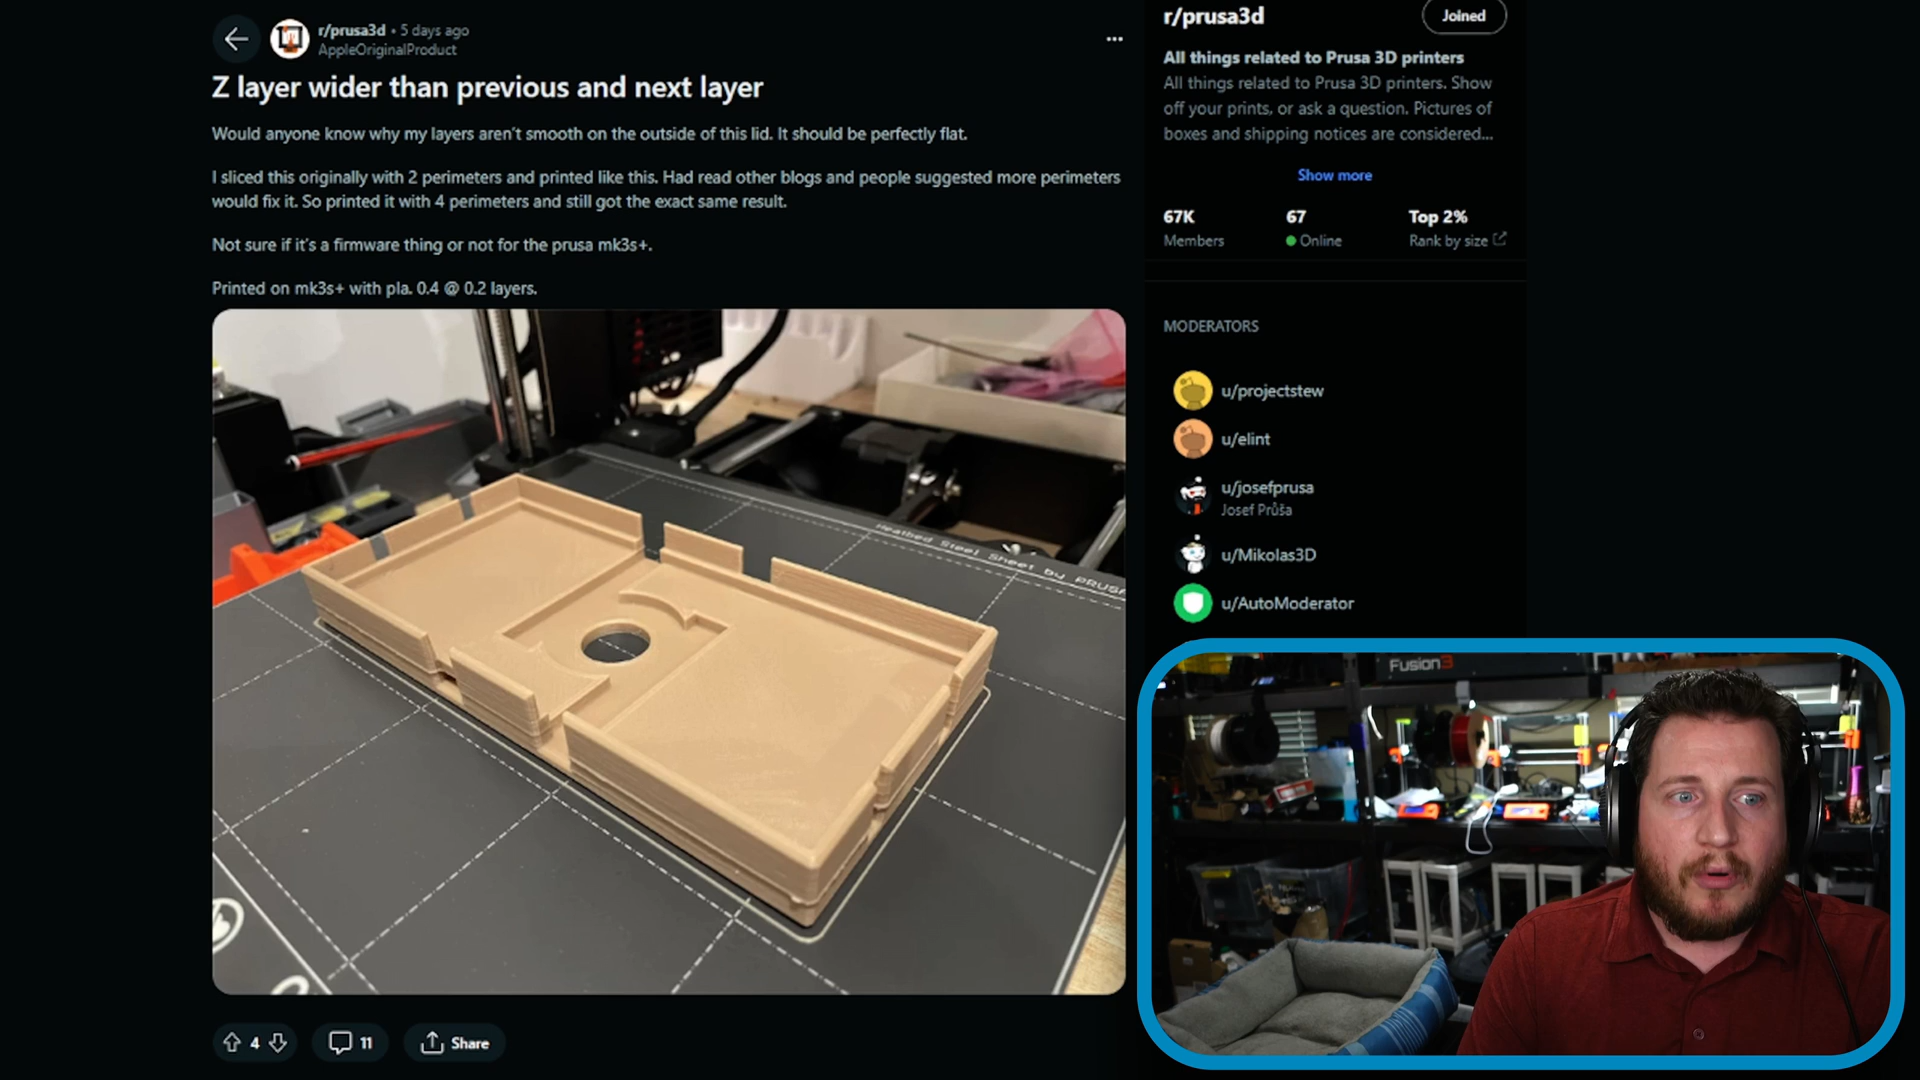 r/prusa3d • 5 days ago
AppleOriginalProduct
Z layer wider than previous and next layer
Would anyone know why my layers aren't smooth on the outside of this lid. It should be perfectly flat.
I sliced this originally with 2 perimeters and printed like this. Had read other blogs and people suggested more perimeters
would fix it. So printed it with 4 perimeters and still got the exact same result.
Not sure if it's a firmware thing or not for the prusa mk3s+.
Printed on mk3s+ with pla. 0.4 @ 0.2 layers.
Heatbed Steel Sheet by PRUSA
4
11
Share
r/prusa3d
Joined
All things related to Prusa 3D printers
All things related to Prusa 3D printers. Show
off your prints, or ask a question. Pictures of
boxes and shipping notices are considered...
Show more
67K
67
Top 2%
Members
Online
Rank by size
MODERATORS
u/projectstew
u/elint
u/josefprusa
Josef Průša
u/Mikolas3D
u/AutoModerator
Fusion3